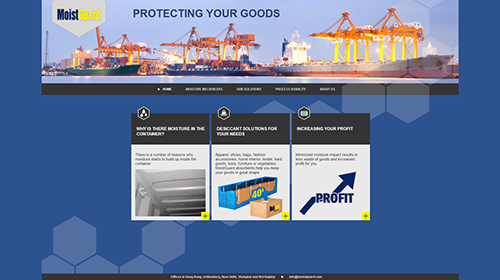 MoistGuard
PROTECTING YOUR GOODS
HOME
MOISTURE INFLUENCERS
OUR SOLUTIONS
PROCESS VISIBILITY
ABOUT US
WHY IS THERE MOISTURE IN THE
CONTAINER?
There is a number of reasons why
moisture starts to build up inside the
container.
DESICCANT SOLUTIONS FOR
YOUR NEEDS
Apparel, shoes, bags, fashion
accessories, home interior, textile, hard
goods, tools, furniture or vegetables,
MoistGuard absorbents help you keep
your goods in great shape.
40'
INCREASING YOUR PROFIT
Minimized moisture impact results in
less waste of goods and increased
profit for you.
PROFIT
Offices in Hong Kong, Gothenburg, New Delhi, Shanghai and Norrköping
info@moistguard.com